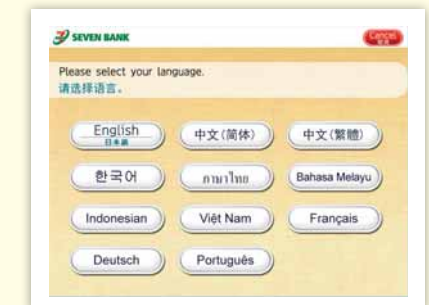 SEVEN BANK
Cancel
Please select your language.
请选择语言。
English
日本語
中文(简体)
中文(繁體)
한국어
ภาษาไทย
Bahasa Melayu
Indonesian
Việt Nam
Français
Deutsch
Português